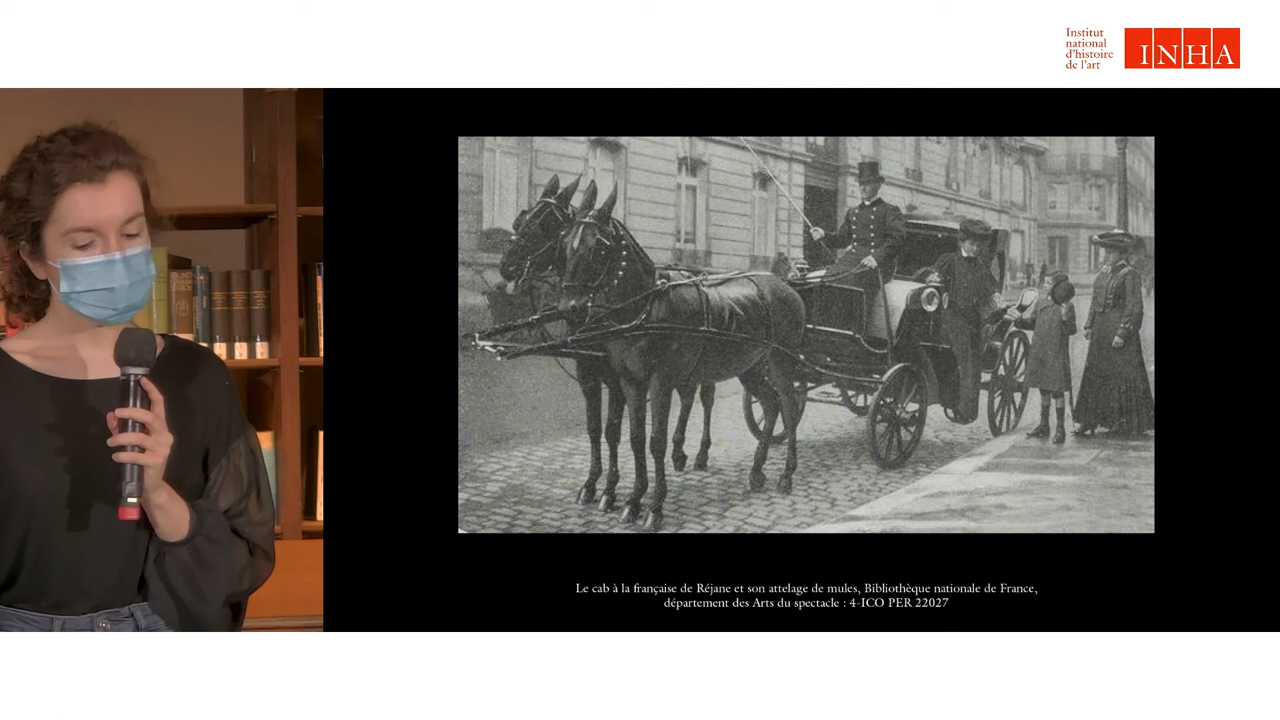 Institut
national
d'histoire
de l'art
INHA
Le cab à la française de Réjane et son attelage de mules, Bibliothèque nationale de France,
département des Arts du spectacle : 4-ICO PER 22027